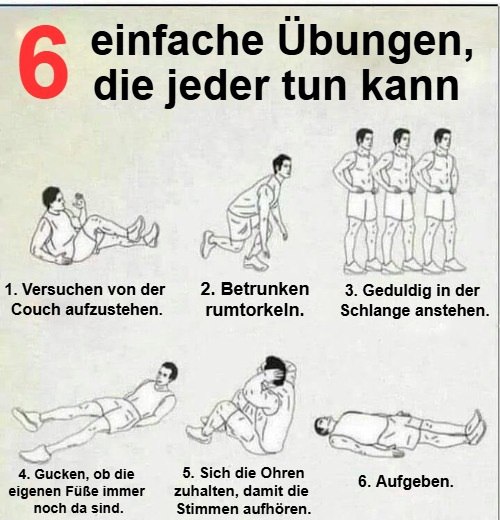 6 einfache Übungen,
die jeder tun kann
1. Versuchen von der
Couch aufzustehen.
2. Betrunken
rumtorkeln.
3. Geduldig in der
Schlange anstehen.
4. Gucken, ob die
eigenen Füße immer
noch da sind.
5. Sich die Ohren
zuhalten, damit die
Stimmen aufhören.
6. Aufgeben.